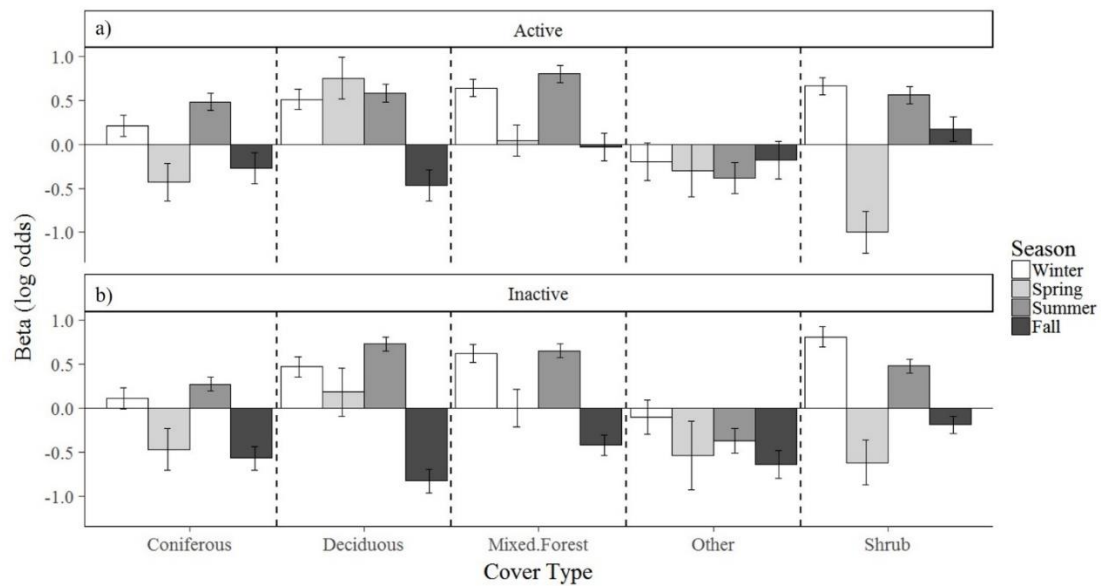 a)
Active
1.0
0.5
0.0
-0.5
-1.0
b)
Inactive
1.0
0.5
0.0
-0.5
-1.0
Beta (log odds)
Coniferous Deciduous Mixed.Forest Other Shrub
Cover Type
Season
Winter
Spring
Summer
Fall